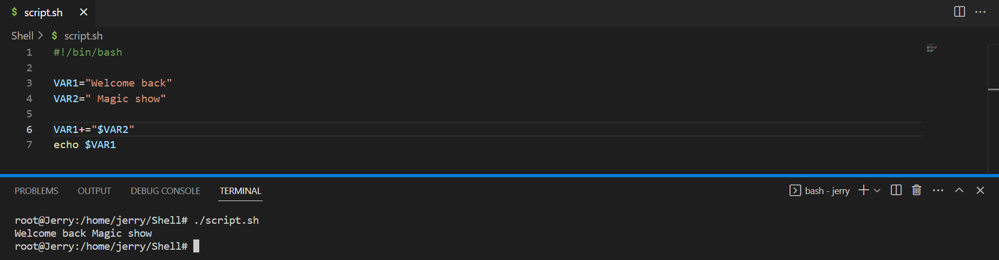 $ script.sh ×
Shell > $ script.sh
1 #!/bin/bash
2
3 VAR1="Welcome back"
4 VAR2=" Magic show"
5
6 VAR1+="$VAR2"
7 echo $VAR1
PROBLEMS OUTPUT DEBUG CONSOLE TERMINAL bash - jerry
root@Jerry:/home/jerry/Shell# ./script.sh
Welcome back Magic show
root@Jerry:/home/jerry/Shell#